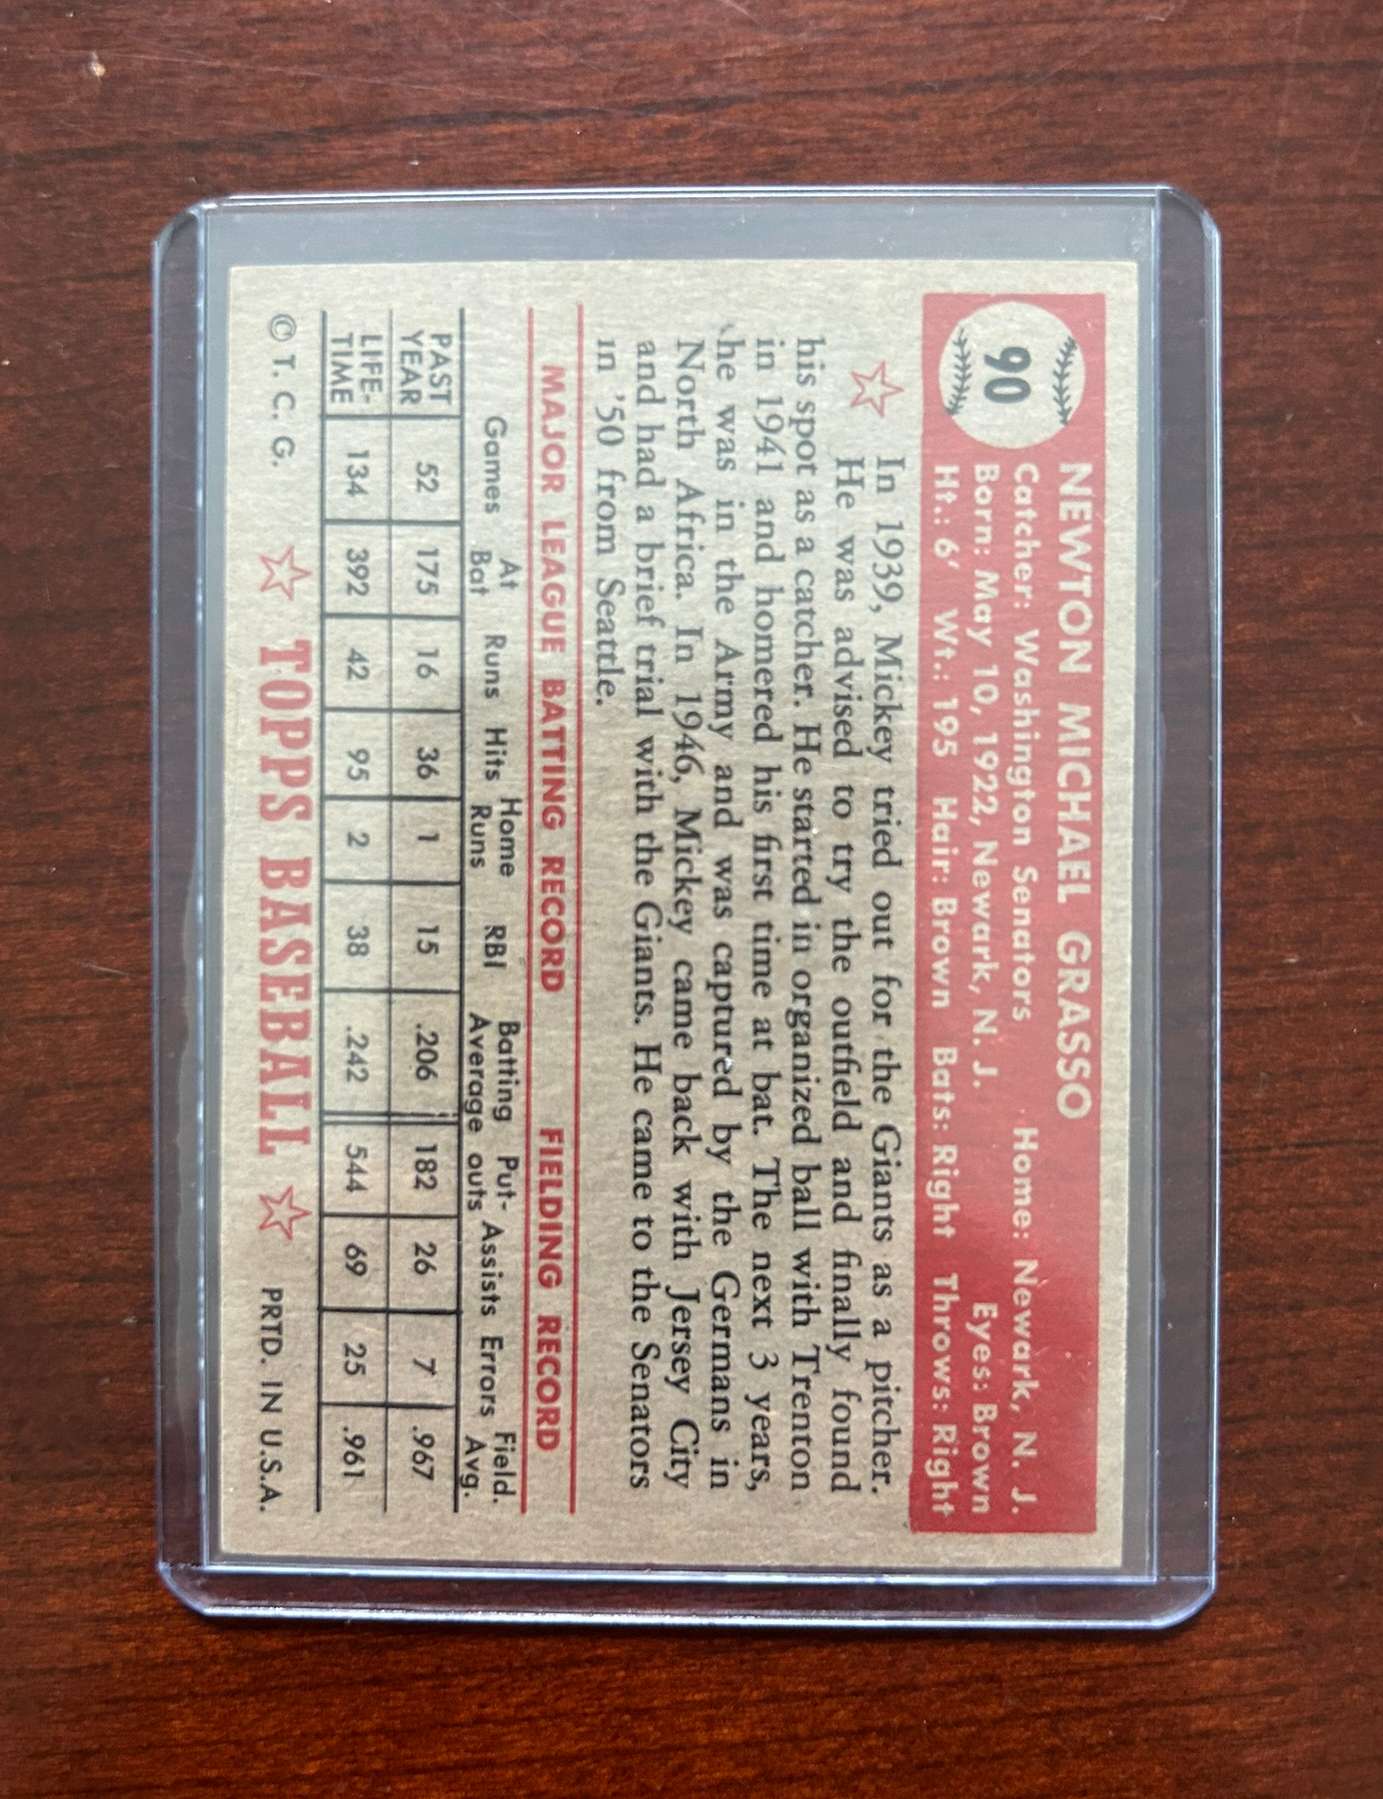 90
NEWTON MICHAEL GRASSO
Catcher: Washington Senators Home: Newark, N. J.
Born: May 10, 1922, Newark, N. J. Eyes: Brown
Ht.: 6' Wt.: 195 Hair: Brown Bats: Right Throws: Right
In 1939, Mickey tried out for the Giants as a pitcher.
He was advised to try the outfield and finally found
his spot as a catcher. He started in organized ball with Trenton
in 1941 and homered his first time at bat. The next 3 years,
he was in the Army and was captured by the Germans in
North Africa. In 1946, Mickey came back with Jersey City
and had a brief trial with the Giants. He came to the Senators
in '50 from Seattle.
MAJOR LEAGUE BATTING RECORD FIELDING RECORD
Games At Bat Runs Hits Home Runs RBI Batting Average Put-outs Assists Errors Field. Avg.
PAST YEAR 52 175 16 36 1 15 .206 182 26 7 .967
LIFE-TIME 134 392 42 95 2 38 .242 544 69 25 .961
© T. C. G. TOPPS BASEBALL PRTD. IN U.S.A.